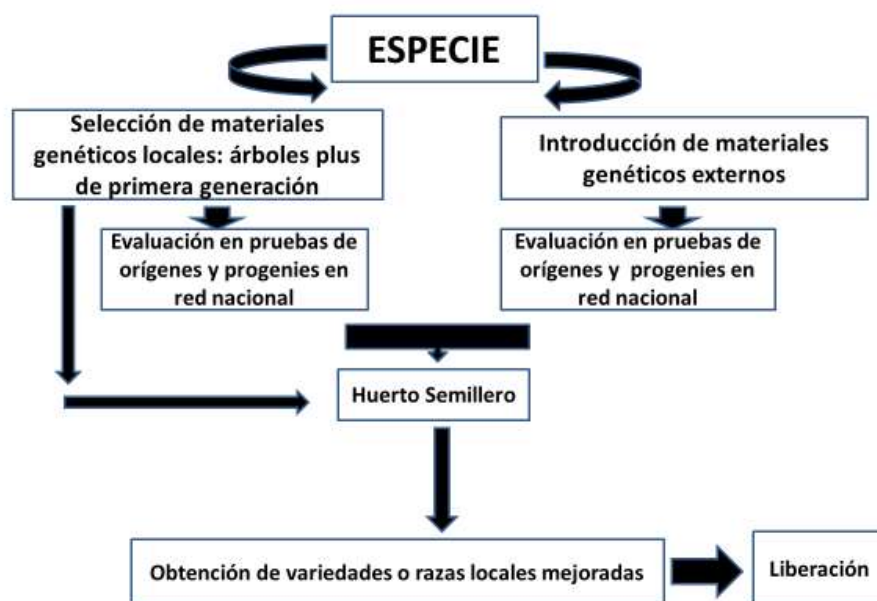 ESPECIE
Selección de materiales
genéticos locales: árboles plus
de primera generación
Introducción de materiales
genéticos externos
Evaluación en pruebas de
orígenes y progenies en
red nacional
Evaluación en pruebas de
orígenes y progenies en
red nacional
Huerto Semillero
Obtención de variedades o razas locales mejoradas
Liberación